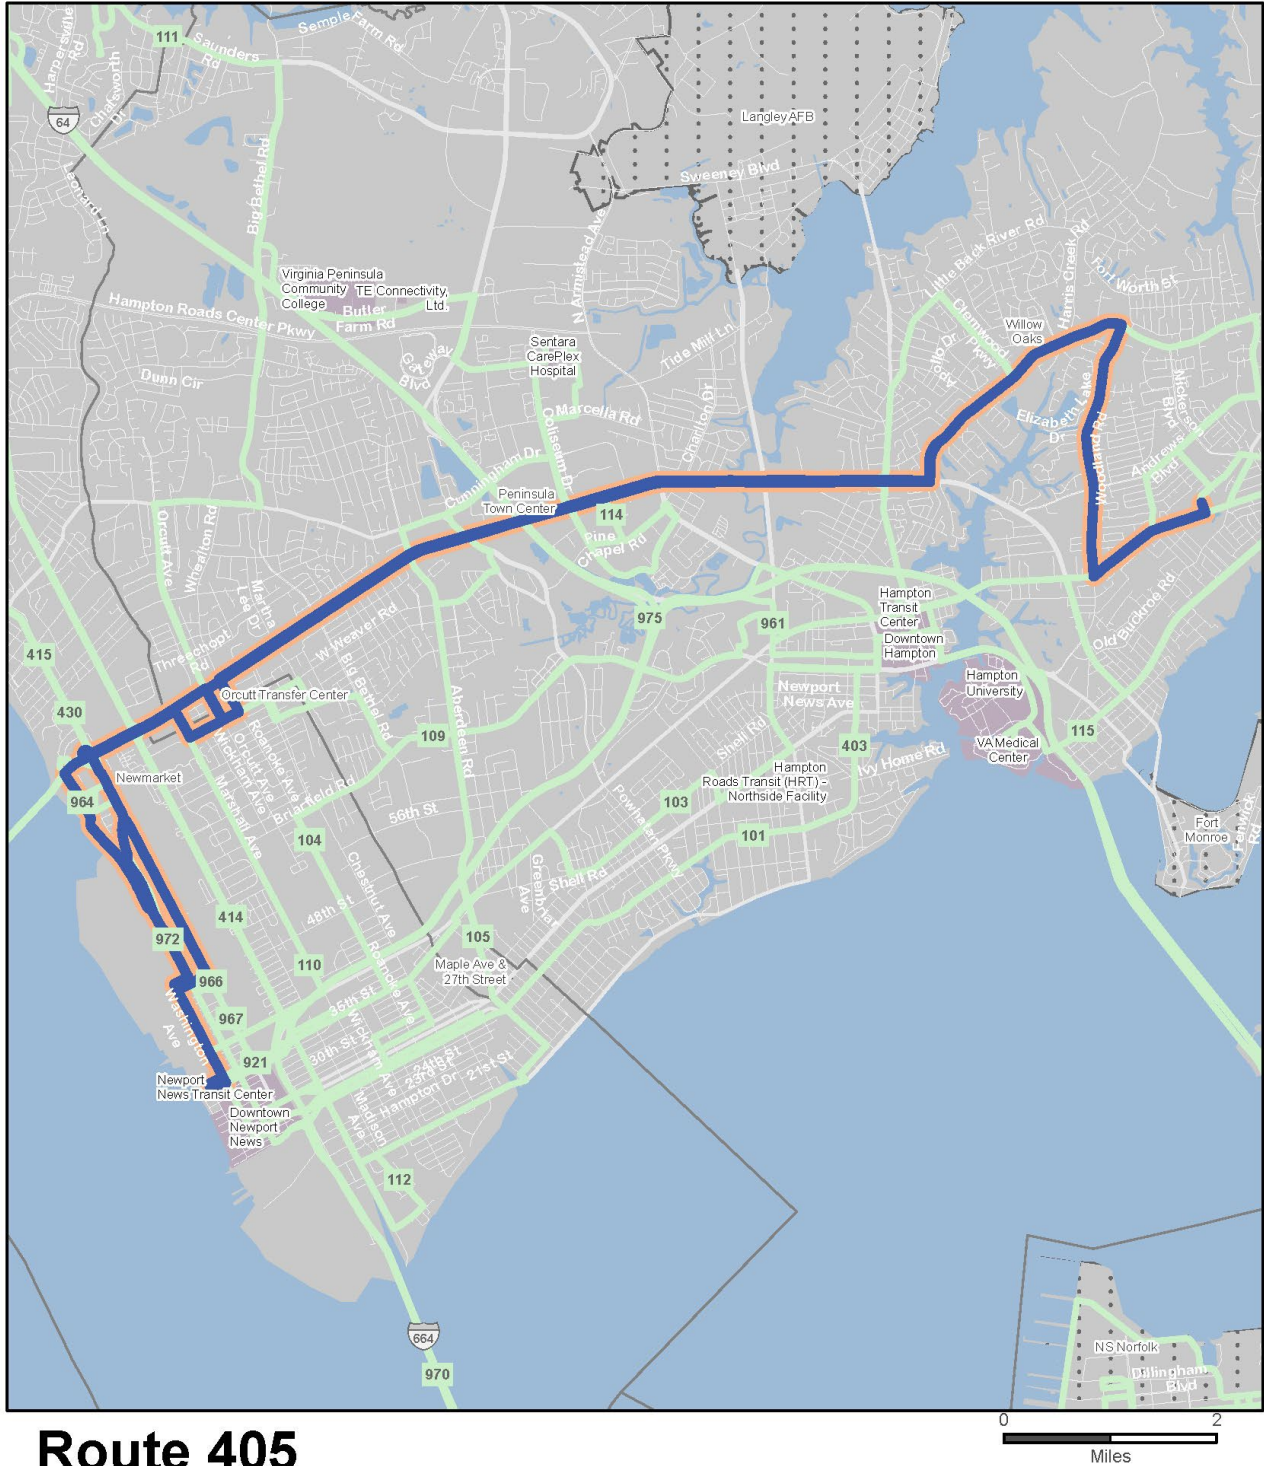 111
Saunders
Rd
Semple Farm Rd
Harpersville
Rd
Chatsworth
Dr
64
Leonard Ln
Big Bethel Rd
Langley AFB
Sweeney Blvd
N Armistead Ave
Little Back River Rd
Harris Creek Rd
Fort Worth St
Virginia Peninsula
Community
College
TE Connectivity,
Ltd.
Butler
Farm Rd
Hampton Roads Center Pkwy
Gateway
Blvd
Sentara
CarePlex
Hospital
Tide Mill Ln
Clemwood
Pkwy
Apollo Dr
Willow
Oaks
Dunn Cir
Marcella Rd
Coliseum Dr
Charlton Dr
Elizabeth Lake
Dr
Woodland Rd
Nickerson
Blvd
Andrews
Blvd
Cunningham Dr
Peninsula
Town Center
114
Pine
Chapel Rd
Orcutt Ave
Wheaton Rd
Martha
Lee Dr
Threechopt
Rd
W Weaver Rd
Big Bethel Rd
975
961
Hampton
Transit
Center
Downtown
Hampton
Old Buckroe Rd
415
430
Orcutt Transfer Center
Hampton
University
Newport
News Ave
Aberdeen Rd
109
Shell Rd
403
Ivy Home Rd
VA Medical
Center
115
Newmarket
964
Wickham Ave
Orcutt Ave
Roanoke Ave
Marshall Ave
Briarfield Rd
56th St
Hampton
Roads Transit (HRT) -
Northside Facility
Powhatan Pkwy
103
101
Fort
Monroe
Fenwick
Rd
104
Chestnut Ave
Greenbriar
Ave
Shell Rd
414
48th St
972
110
Roanoke Ave
105
Maple Ave &
27th Street
966
Washington
Ave
967
35th St
Wickham Ave
30th St
921
24th St
23rd St
21st St
Hampton Dr
Madison
Ave
Newport
News Transit Center
Downtown
Newport
News
112
664
970
NS Norfolk
Dillingham
Blvd
0
2
Miles
Route 405